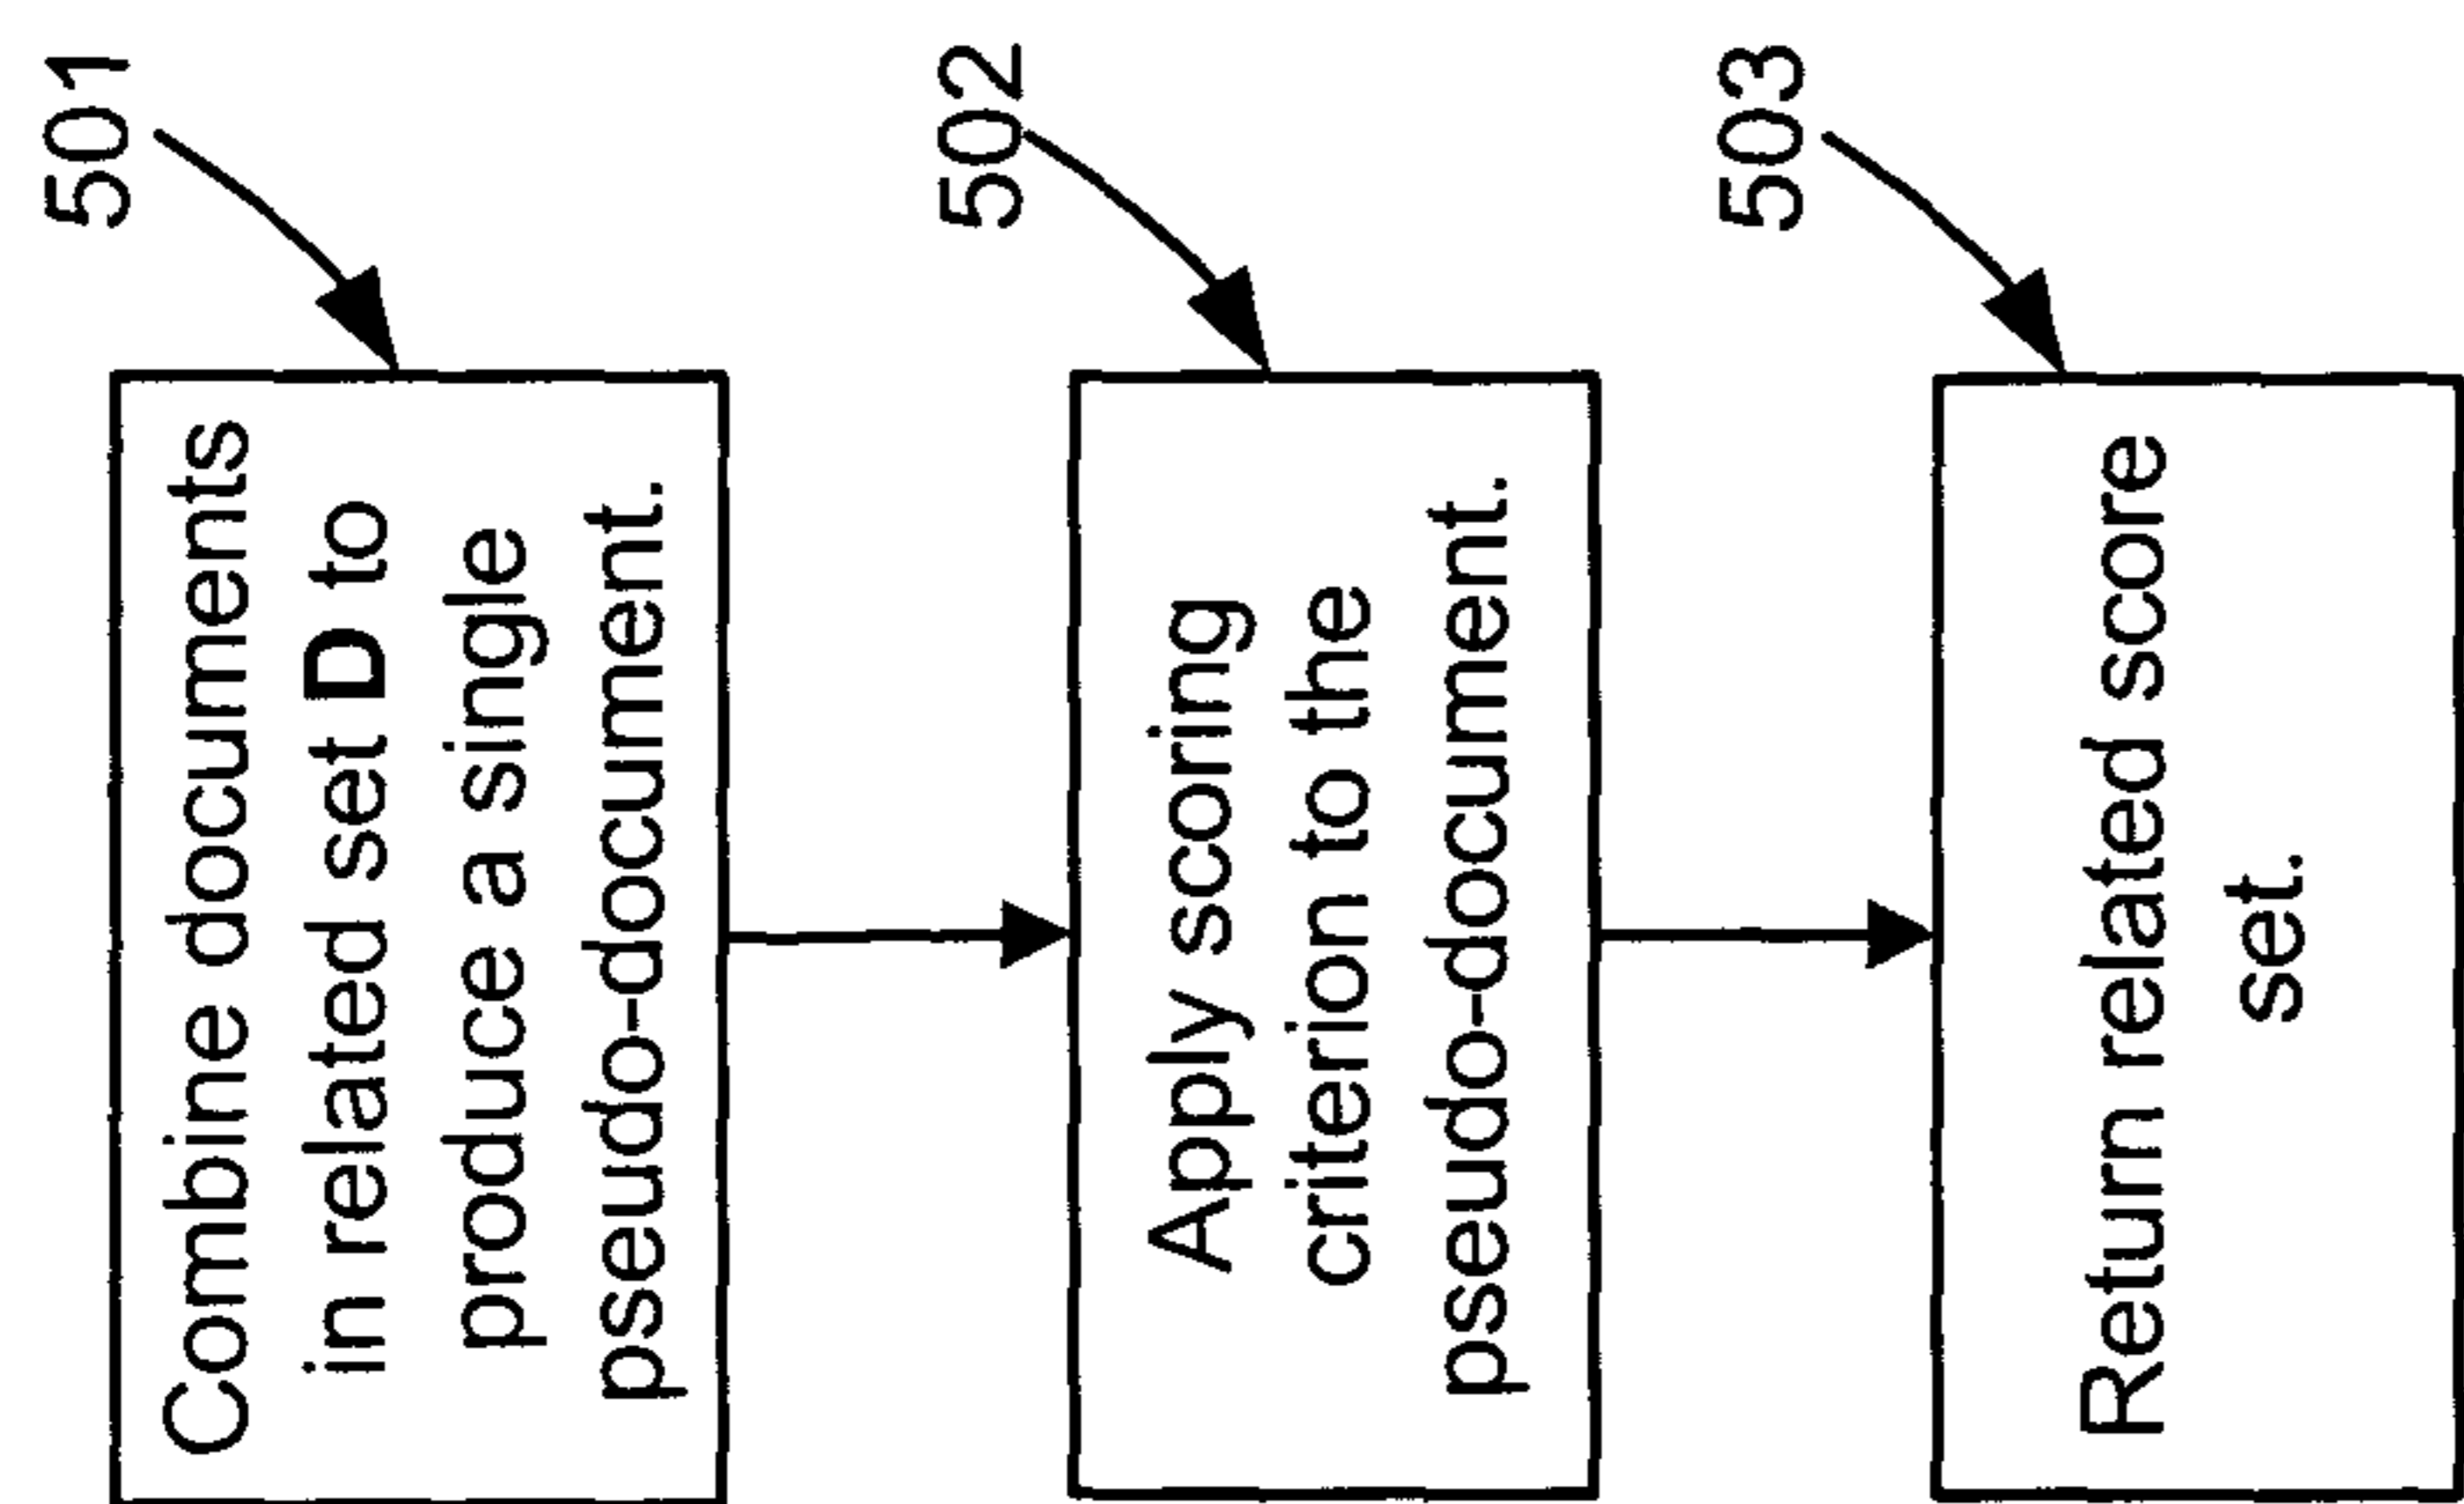 501
Combine documents
in related set D to
produce a single
pseudo-document.
502
Apply scoring
criterion to the
pseudo-document.
503
Return related score
set.